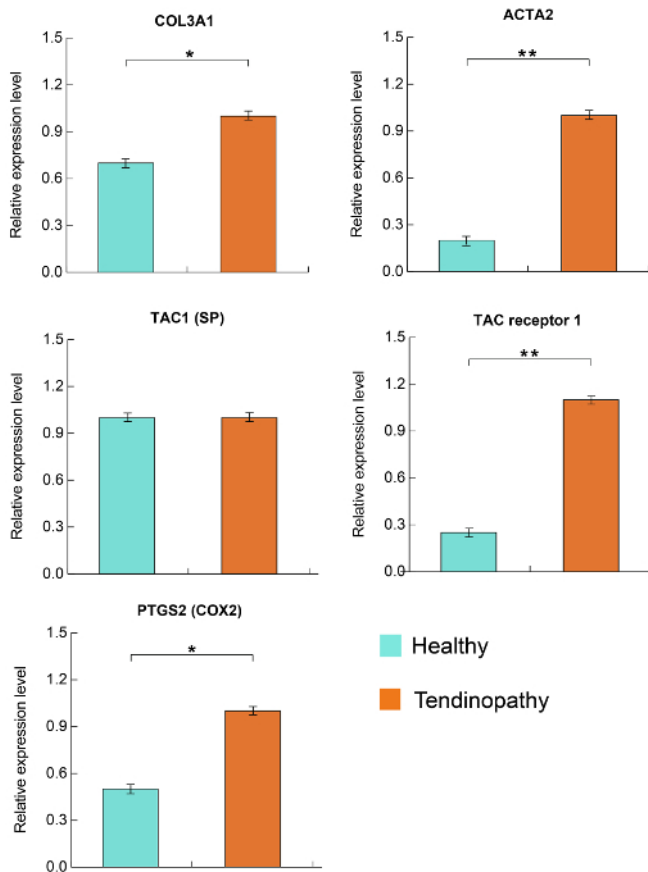 COL3A1
*
Relative expression level
1.5
1.2
0.9
0.6
0.3
0.0
ACTA2
**
Relative expression level
1.5
1.2
0.9
0.6
0.3
0.0
TAC1 (SP)
Relative expression level
1.5
1.2
0.9
0.6
0.3
0.0
TAC receptor 1
**
Relative expression level
1.5
1.2
0.9
0.6
0.3
0.0
PTGS2 (COX2)
*
Relative expression level
1.5
1.2
0.9
0.6
0.3
0.0
Healthy
Tendinopathy